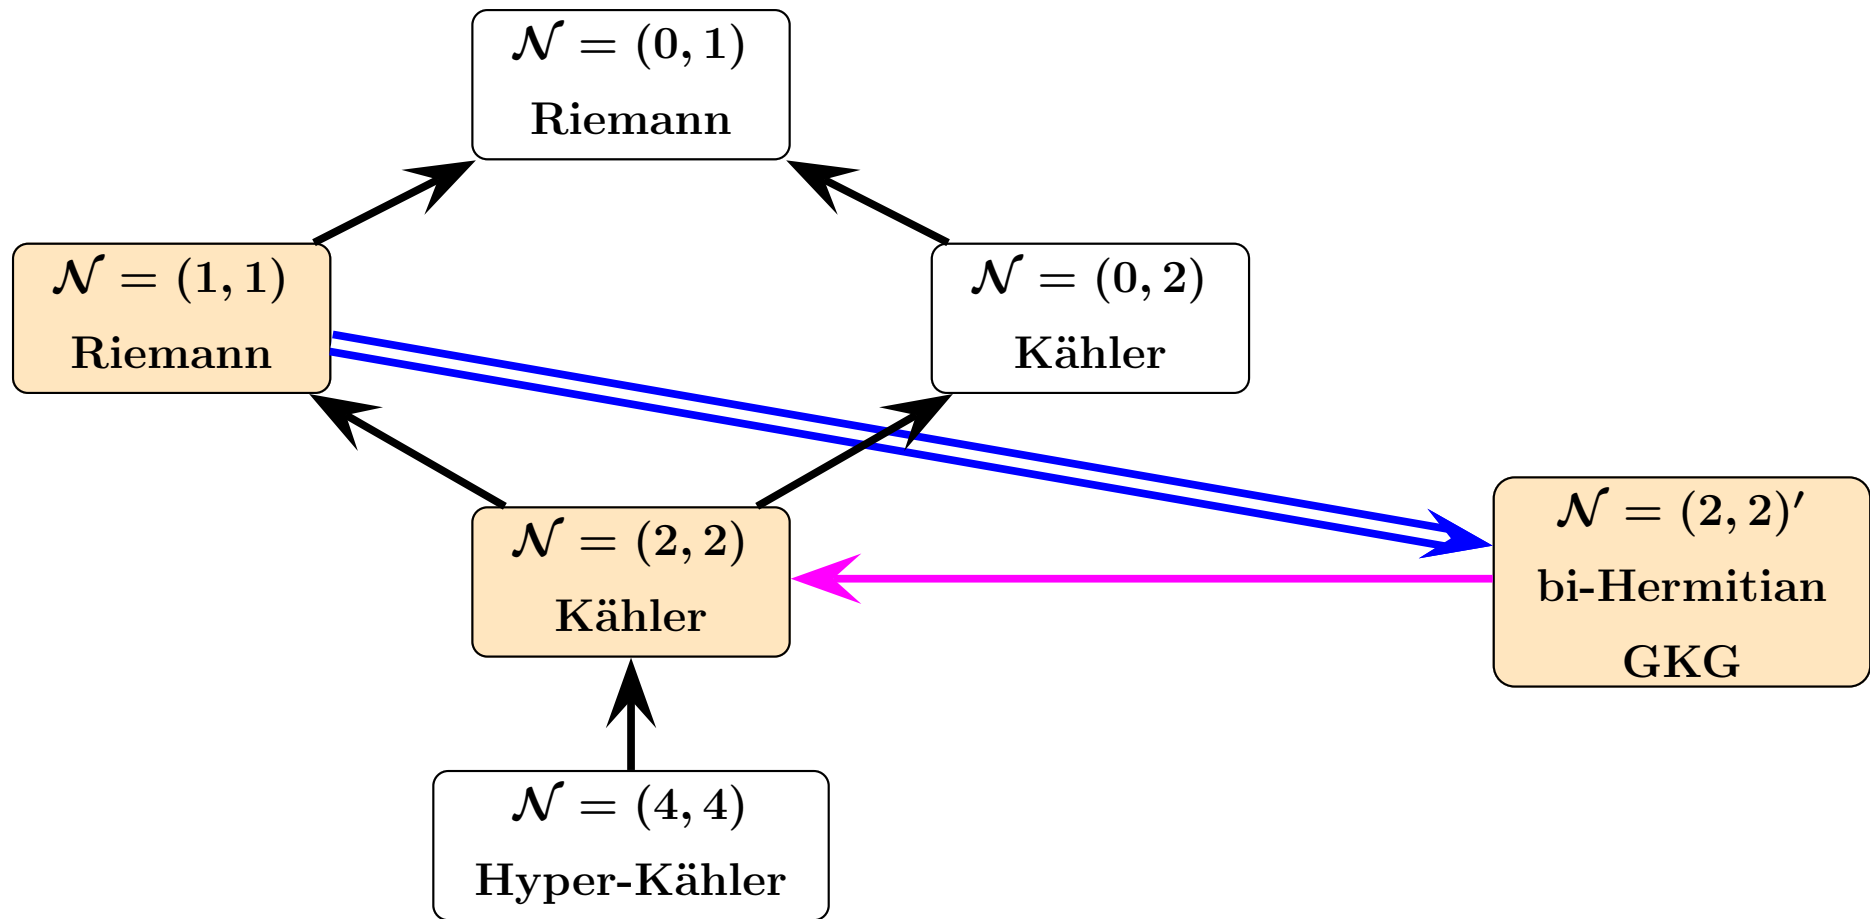 𝒩 = (0, 1)
Riemann
𝒩 = (1, 1)
Riemann
𝒩 = (0, 2)
Kähler
𝒩 = (2, 2)
Kähler
𝒩 = (2, 2)′
bi-Hermitian
GKG
𝒩 = (4, 4)
Hyper-Kähler